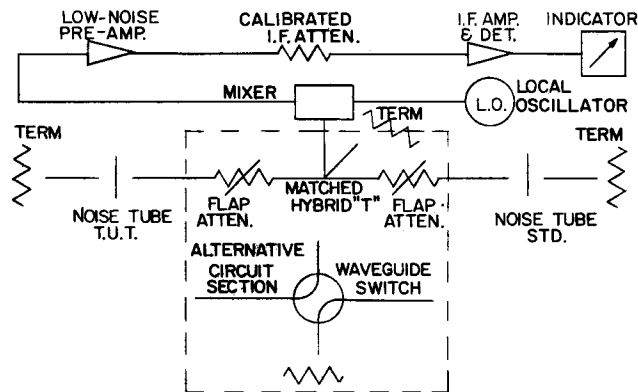 LOW-NOISE
PRE-AMP.
CALIBRATED
I.F. ATTEN.
I.F. AMP.
& DET.
INDICATOR
MIXER
L.O.
LOCAL
OSCILLATOR
TERM
TERM
TERM
NOISE TUBE
T.U.T.
FLAP
ATTEN.
MATCHED
HYBRID "T"
FLAP
ATTEN.
NOISE TUBE
STD.
ALTERNATIVE
CIRCUIT
SECTION
WAVEGUIDE
SWITCH